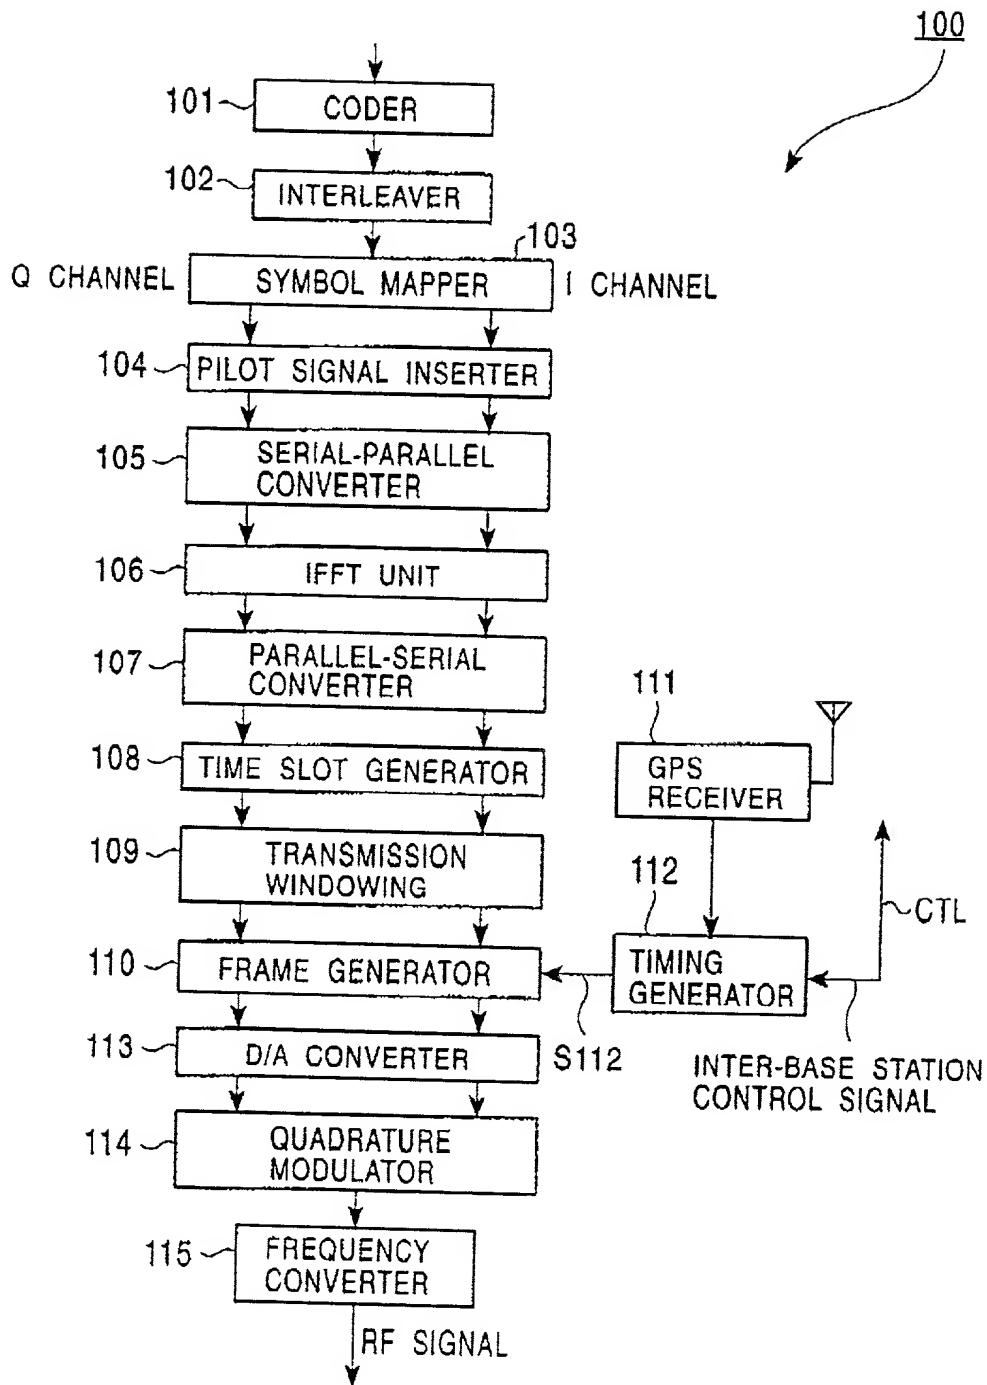 100
101
CODER
102
INTERLEAVER
103
Q CHANNEL
SYMBOL MAPPER
I CHANNEL
104
PILOT SIGNAL INSERTER
105
SERIAL-PARALLEL
CONVERTER
106
IFFT UNIT
107
PARALLEL-SERIAL
CONVERTER
108
TIME SLOT GENERATOR
111
GPS
RECEIVER
109
TRANSMISSION
WINDOWING
112
CTL
110
FRAME GENERATOR
TIMING
GENERATOR
S112
INTER-BASE STATION
CONTROL SIGNAL
113
D/A CONVERTER
114
QUADRATURE
MODULATOR
115
FREQUENCY
CONVERTER
RF SIGNAL